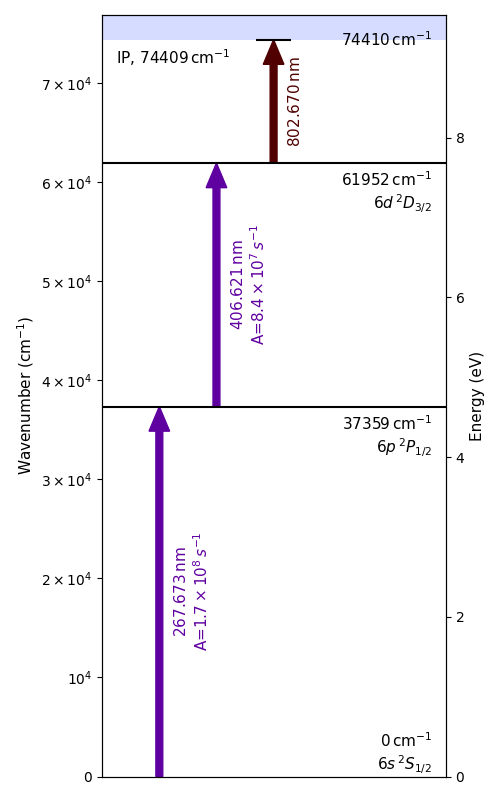 74410 cm⁻¹
IP, 74409 cm⁻¹
802.670 nm
61952 cm⁻¹
6d ²D₃/₂
406.621 nm
A=8.4 × 10⁷ s⁻¹
37359 cm⁻¹
6p ²P₁/₂
267.673 nm
A=1.7 × 10⁸ s⁻¹
0 cm⁻¹
6s ²S₁/₂
Wavenumber (cm⁻¹)
7 × 10⁴
6 × 10⁴
5 × 10⁴
4 × 10⁴
3 × 10⁴
2 × 10⁴
10⁴
0
Energy (eV)
8
6
4
2
0